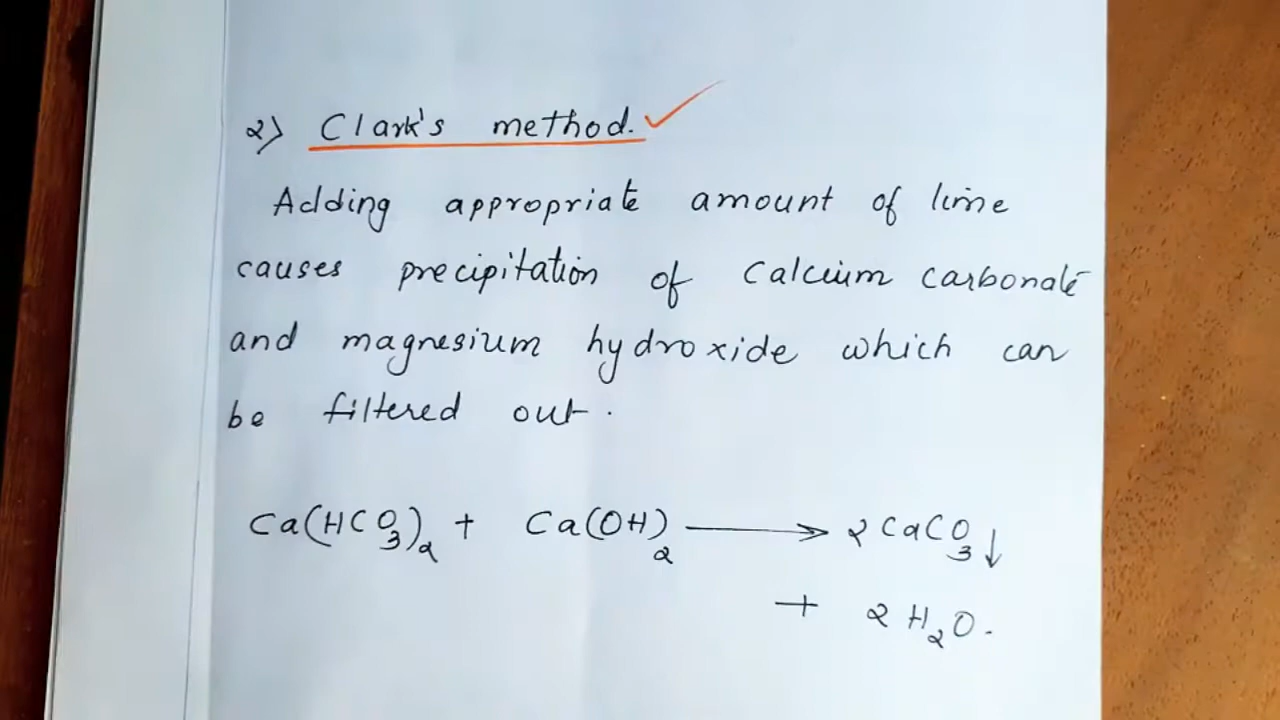 2) Clark's method. ✓
Adding appropriate amount of lime
causes precipitation of Calcium carbonate
and magnesium hydroxide which can
be filtered out.
Ca(HCO₃)₂ + Ca(OH)₂ ⟶ 2CaCO₃↓
+ 2H₂O.